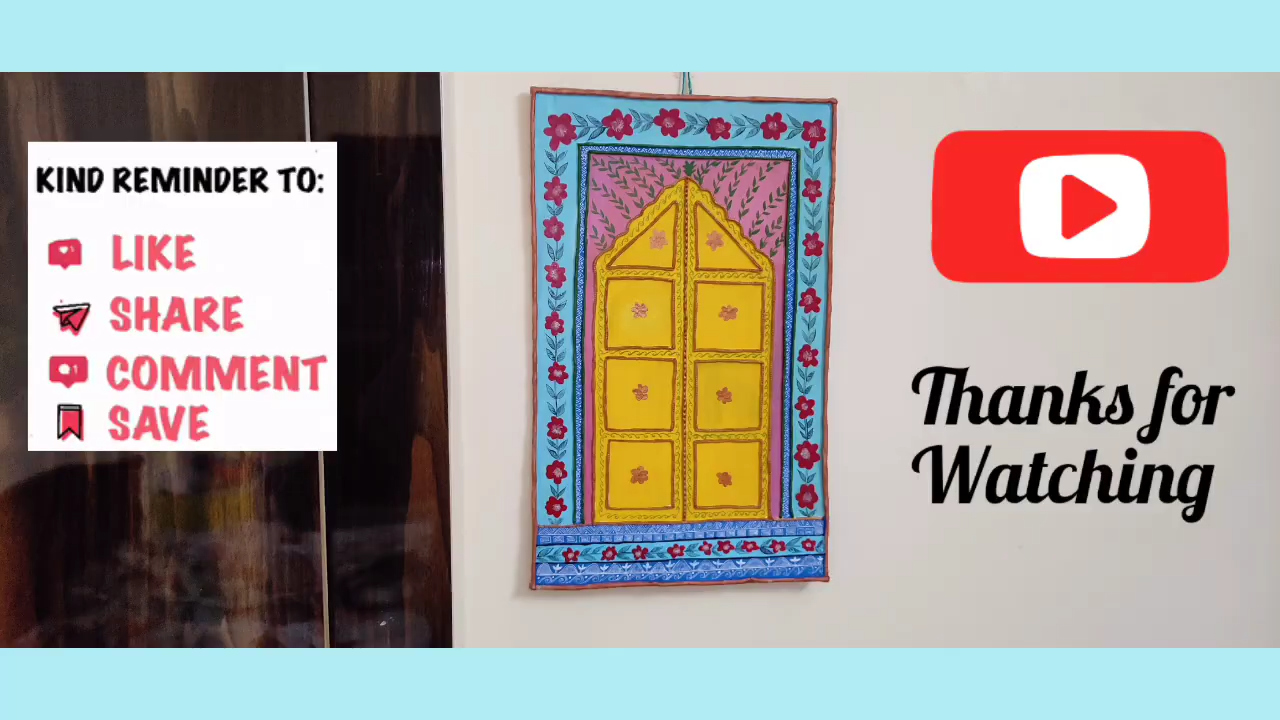 KIND REMINDER TO:
LIKE
SHARE
COMMENT
SAVE
Thanks for
Watching